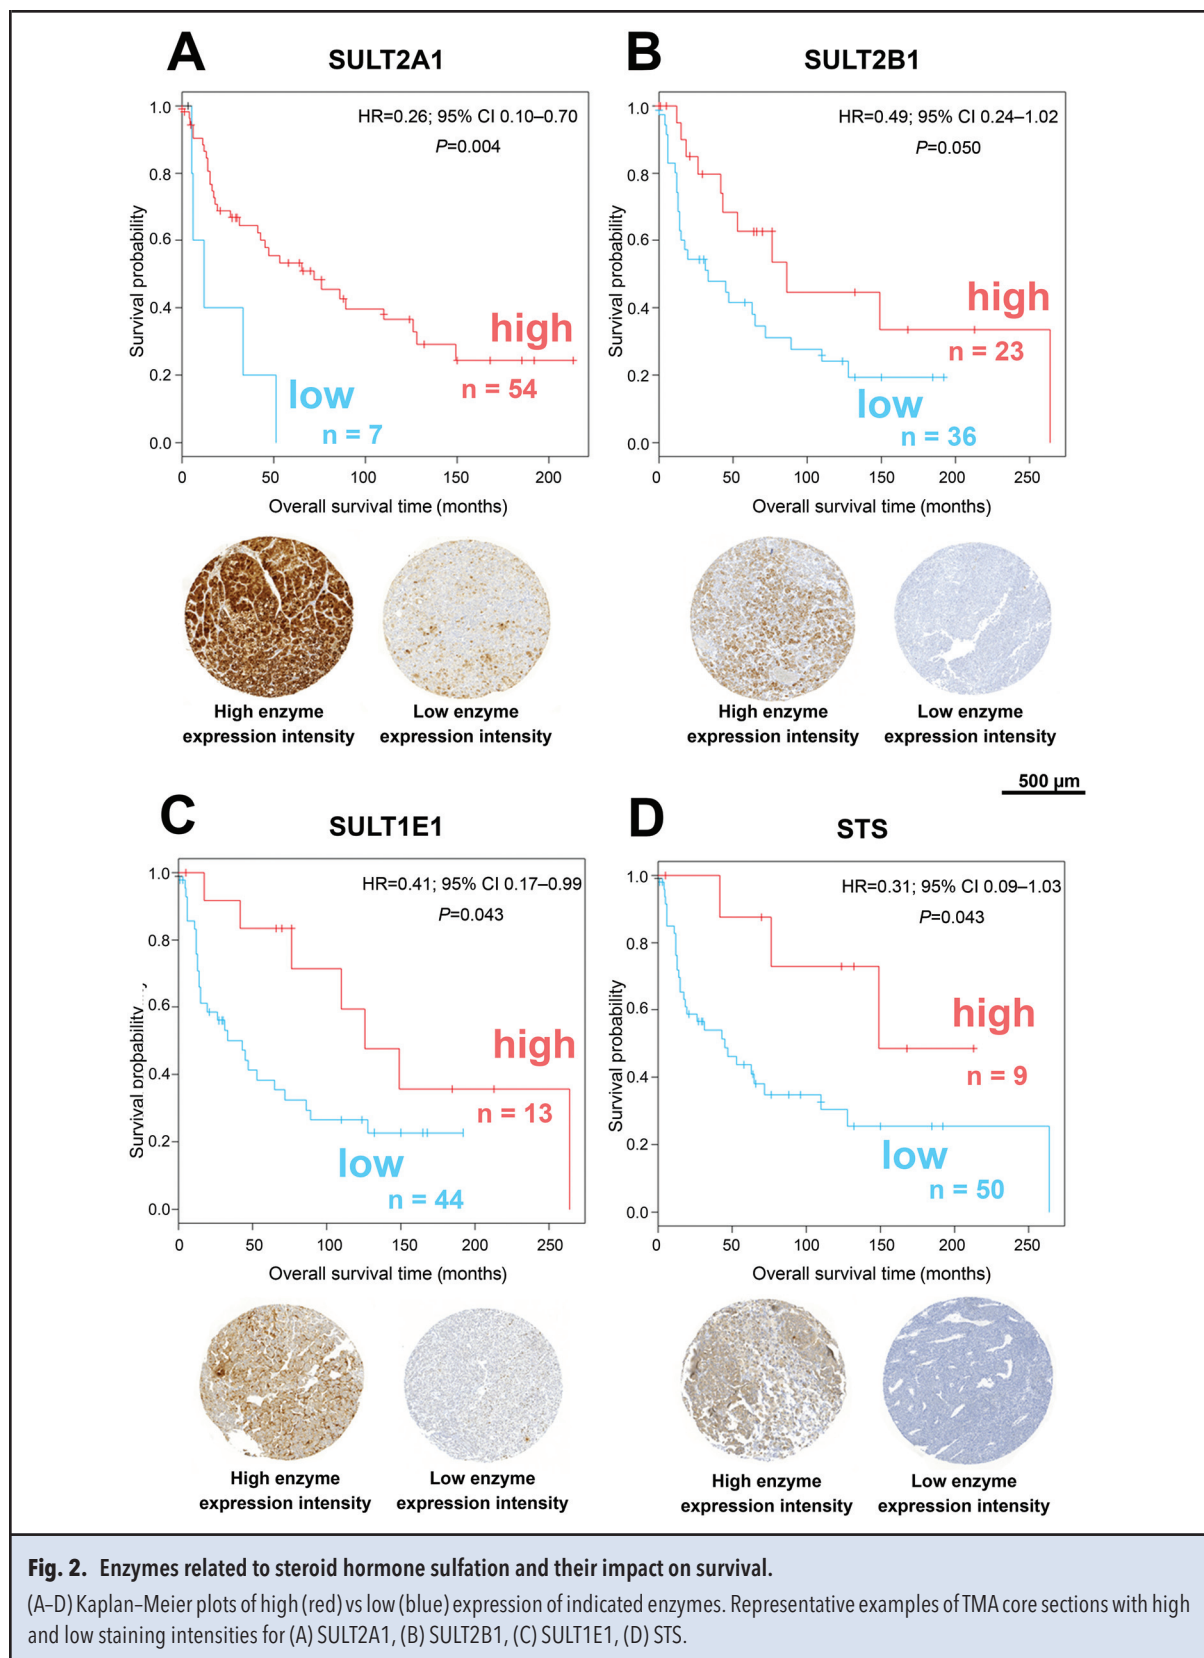 A
SULT2A1
HR=0.26; 95% CI 0.10–0.70
P=0.004
1.0
0.8
0.6
0.4
0.2
0.0
Survival probability
high
n = 54
low
n = 7
0 50 100 150 200
Overall survival time (months)
High enzyme
expression intensity
Low enzyme
expression intensity
B
SULT2B1
HR=0.49; 95% CI 0.24–1.02
P=0.050
1.0
0.8
0.6
0.4
0.2
0.0
Survival probability
high
n = 23
low
n = 36
0 50 100 150 200 250
Overall survival time (months)
High enzyme
expression intensity
Low enzyme
expression intensity
500 µm
C
SULT1E1
HR=0.41; 95% CI 0.17–0.99
P=0.043
1.0
0.8
0.6
0.4
0.2
0.0
Survival probability
high
n = 13
low
n = 44
0 50 100 150 200 250
Overall survival time (months)
High enzyme
expression intensity
Low enzyme
expression intensity
D
STS
HR=0.31; 95% CI 0.09–1.03
P=0.043
1.0
0.8
0.6
0.4
0.2
0.0
Survival probability
high
n = 9
low
n = 50
0 50 100 150 200 250
Overall survival time (months)
High enzyme
expression intensity
Low enzyme
expression intensity
Fig. 2. Enzymes related to steroid hormone sulfation and their impact on survival.
(A–D) Kaplan–Meier plots of high (red) vs low (blue) expression of indicated enzymes. Representative examples of TMA core sections with high
and low staining intensities for (A) SULT2A1, (B) SULT2B1, (C) SULT1E1, (D) STS.